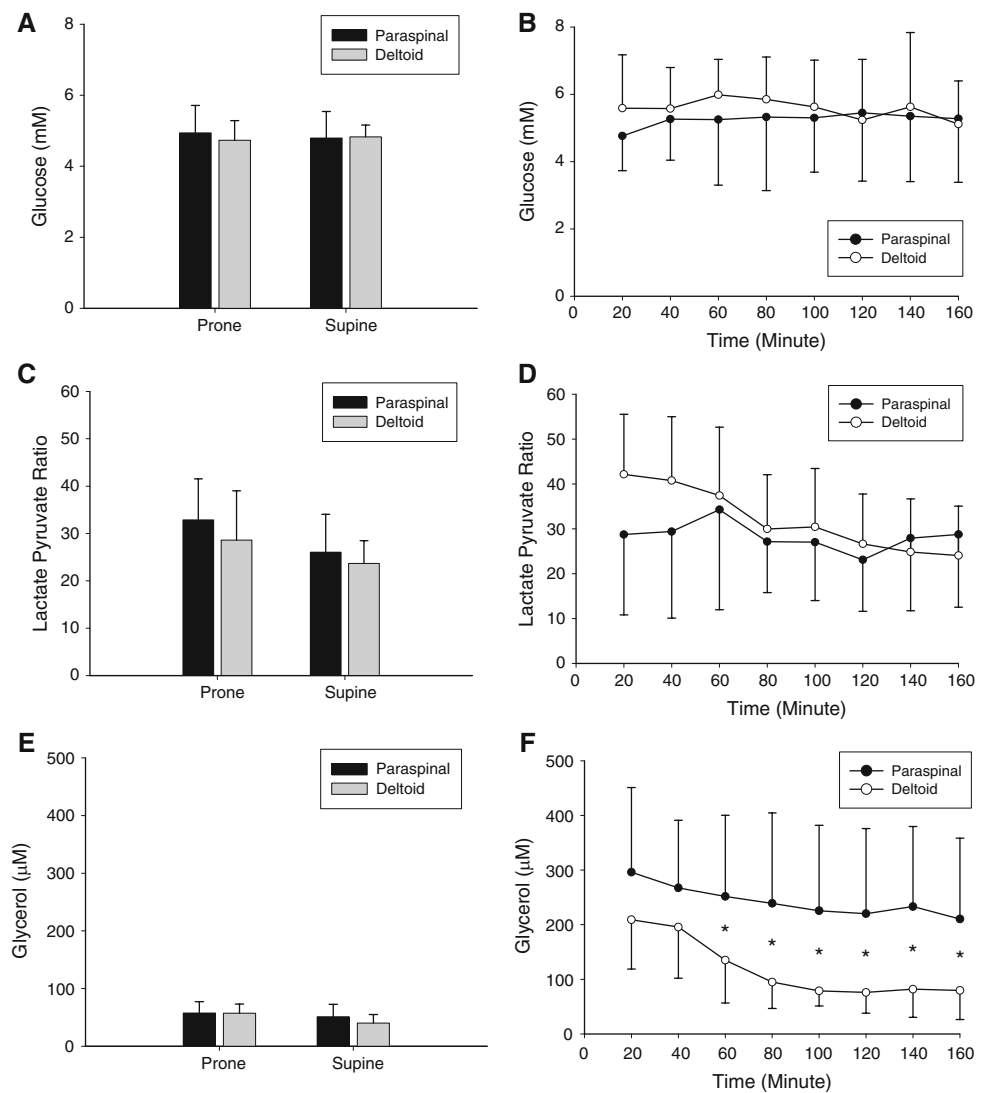 A
Glucose (mM)
8
6
4
2
0
Paraspinal
Deltoid
Prone Supine
B
Glucose (mM)
8
6
4
2
0
Paraspinal
Deltoid
0 20 40 60 80 100 120 140 160
Time (Minute)
C
Lactate Pyruvate Ratio
60
50
40
30
20
10
0
Paraspinal
Deltoid
Prone Supine
D
Lactate Pyruvate Ratio
60
50
40
30
20
10
0
Paraspinal
Deltoid
0 20 40 60 80 100 120 140 160
Time (Minute)
E
Glycerol (μM)
500
400
300
200
100
0
Paraspinal
Deltoid
Prone Supine
F
Glycerol (μM)
500
400
300
200
100
0
Paraspinal
Deltoid
* * * * * *
0 20 40 60 80 100 120 140 160
Time (Minute)